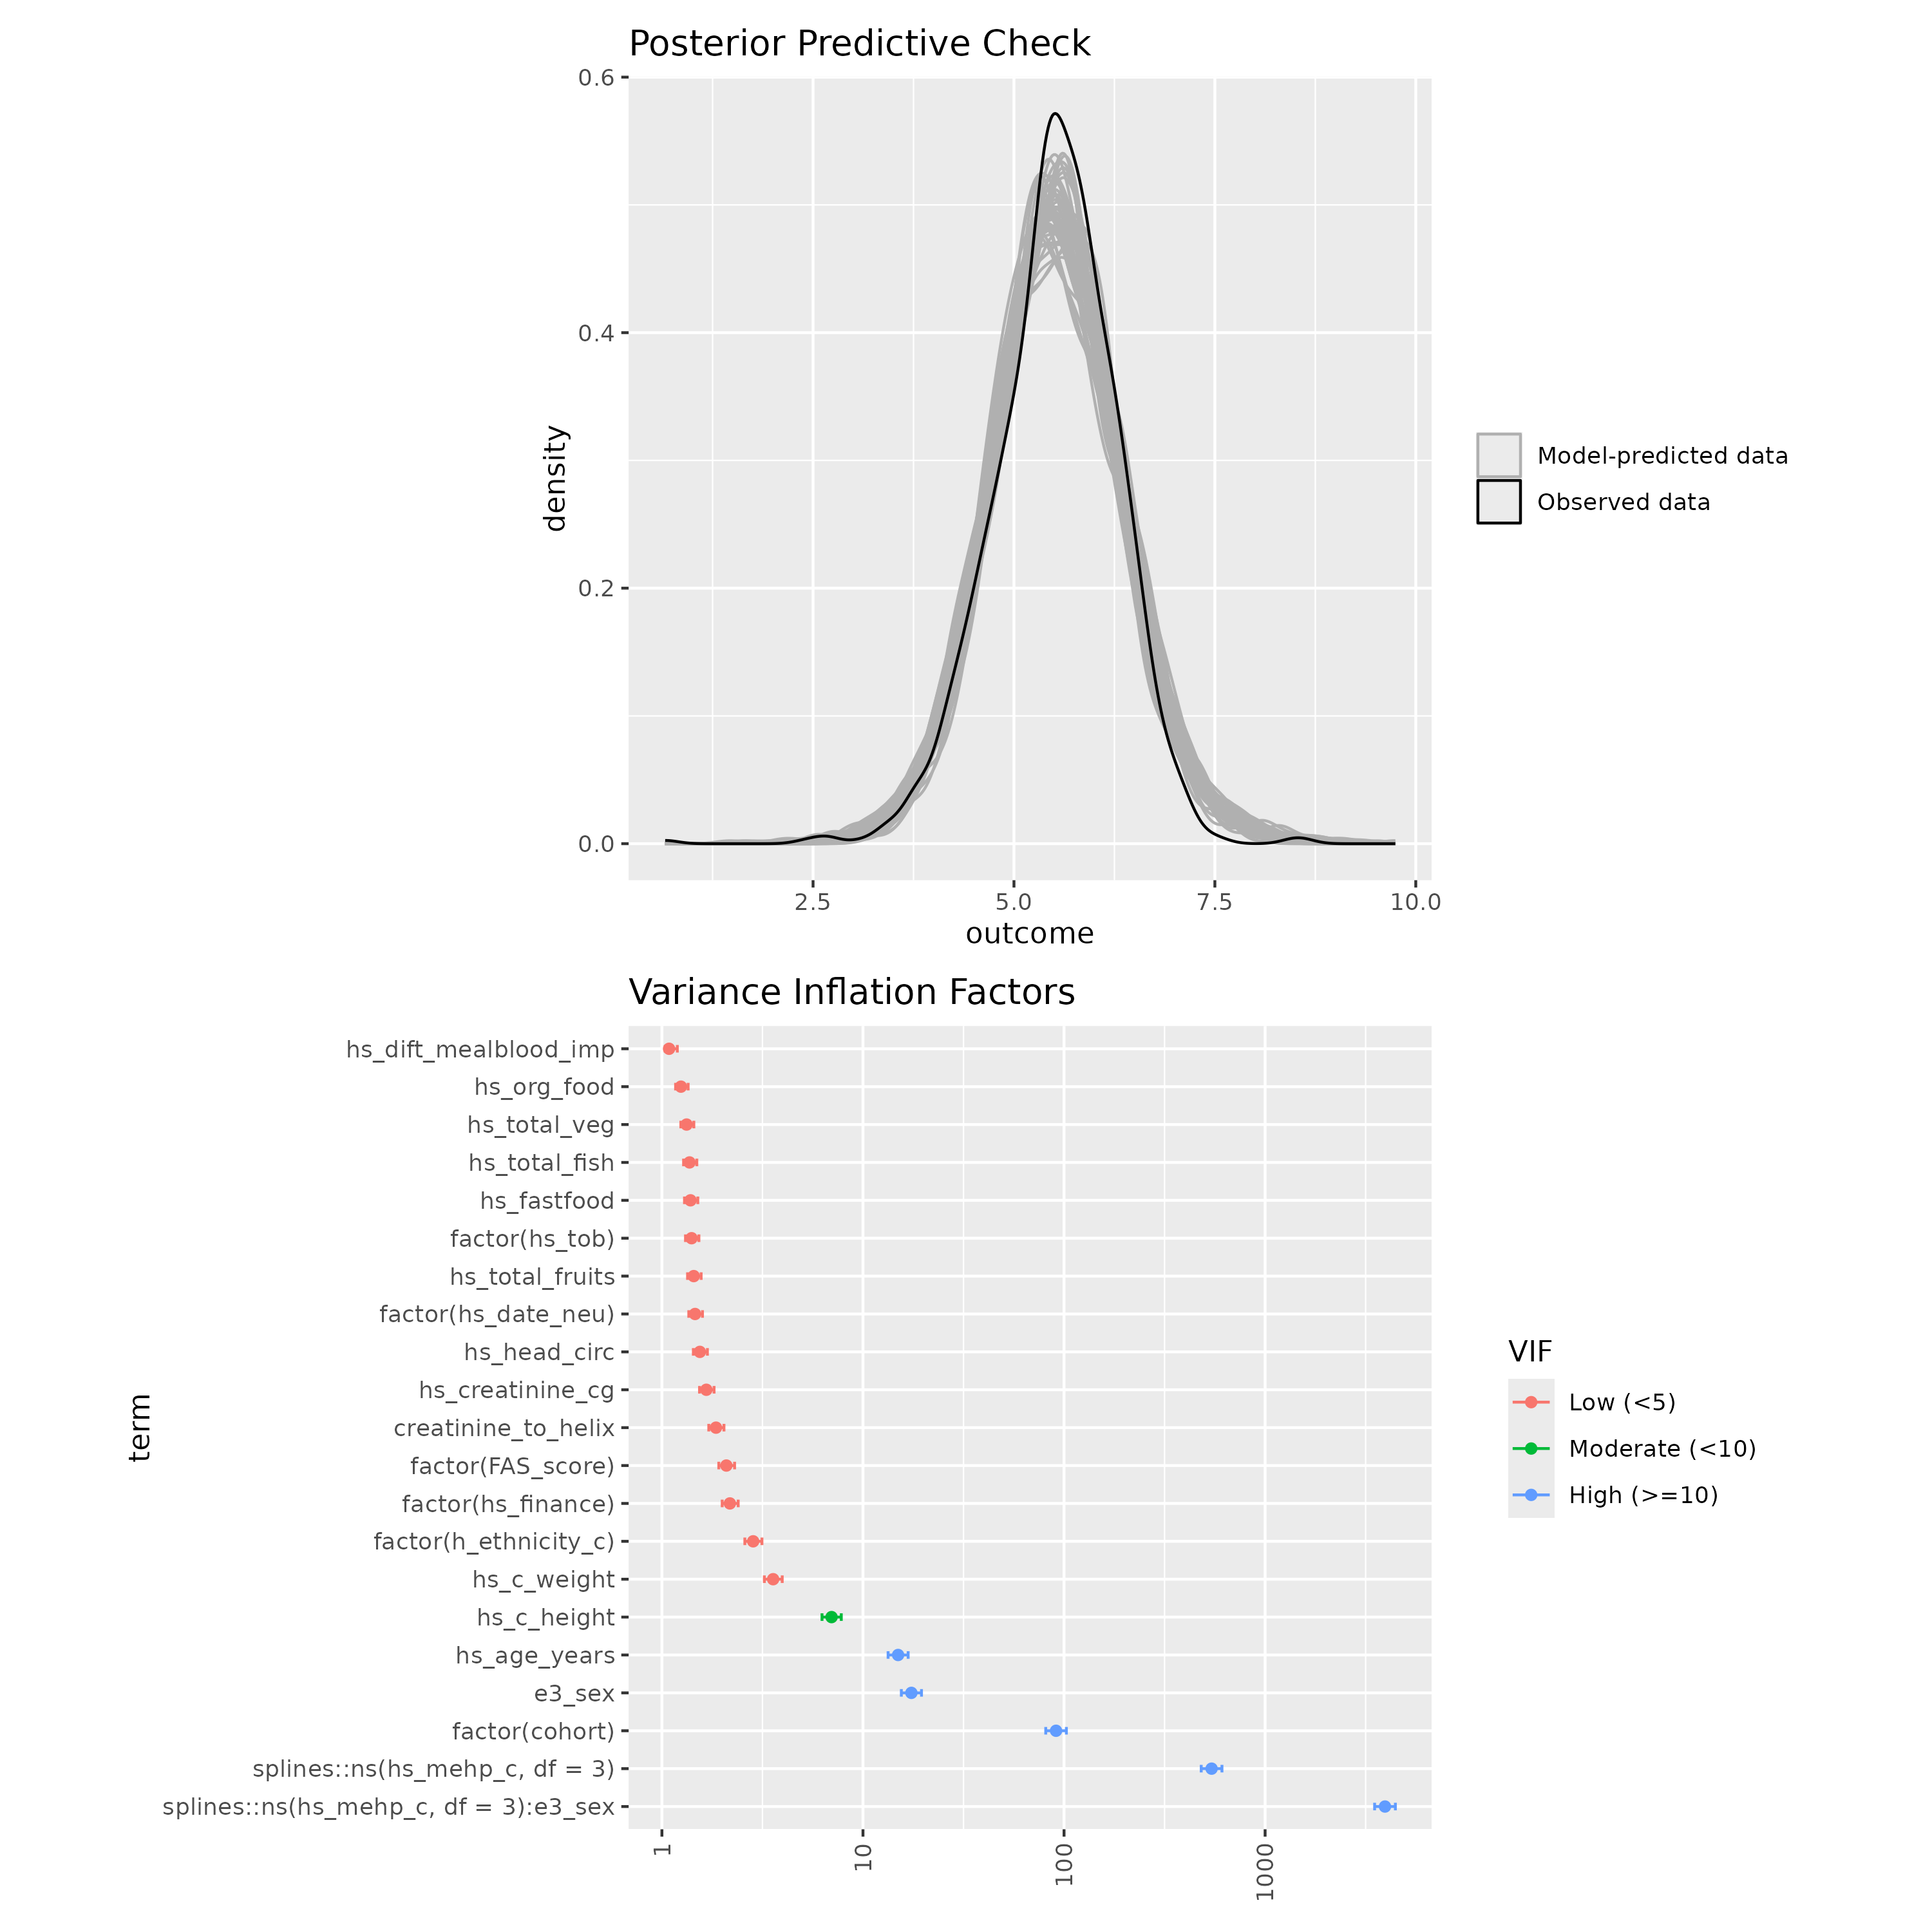 Posterior Predictive Check
0.6
0.4
0.2
0.0
density
2.5 5.0 7.5 10.0
outcome
Model-predicted data
Observed data
Variance Inflation Factors
hs_dift_mealblood_imp
hs_org_food
hs_total_veg
hs_total_fish
hs_fastfood
factor(hs_tob)
hs_total_fruits
factor(hs_date_neu)
hs_head_circ
hs_creatinine_cg
creatinine_to_helix
factor(FAS_score)
factor(hs_finance)
factor(h_ethnicity_c)
hs_c_weight
hs_c_height
hs_age_years
e3_sex
factor(cohort)
splines::ns(hs_mehp_c, df = 3)
splines::ns(hs_mehp_c, df = 3):e3_sex
term
1 10 100 1000
VIF
Low (<5)
Moderate (<10)
High (>=10)